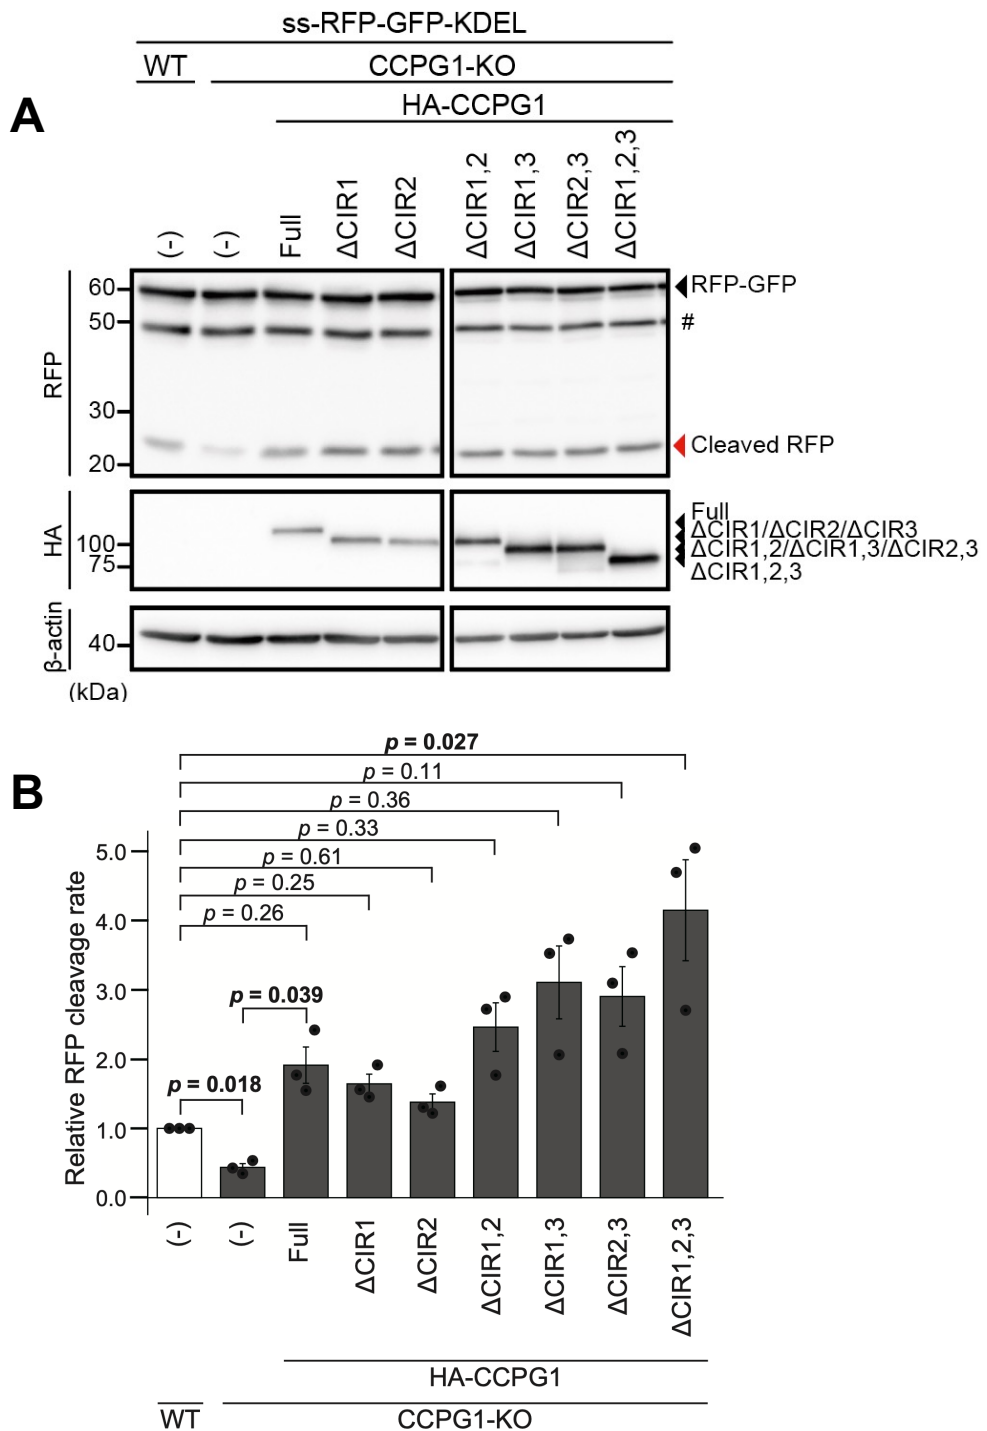 ss-RFP-GFP-KDEL
WT CCPG1-KO
HA-CCPG1
A
(-) (-) Full ΔCIR1 ΔCIR2 ΔCIR1,2 ΔCIR1,3 ΔCIR2,3 ΔCIR1,2,3
RFP
60
50
30
20
RFP-GFP
#
Cleaved RFP
HA
100
75
Full
ΔCIR1/ΔCIR2/ΔCIR3
ΔCIR1,2/ΔCIR1,3/ΔCIR2,3
ΔCIR1,2,3
β-actin
40
(kDa)
B
p = 0.027
p = 0.11
p = 0.36
p = 0.33
p = 0.61
p = 0.25
p = 0.26
p = 0.039
p = 0.018
Relative RFP cleavage rate
5.0
4.0
3.0
2.0
1.0
0.0
(-) (-) Full ΔCIR1 ΔCIR2 ΔCIR1,2 ΔCIR1,3 ΔCIR2,3 ΔCIR1,2,3
HA-CCPG1
WT CCPG1-KO